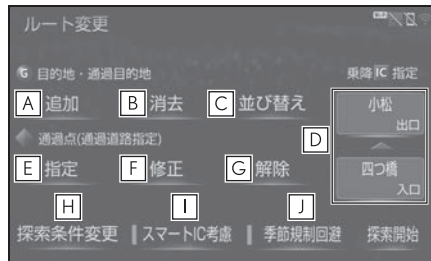 ルート変更
G 目的地・通過目的地
乗降IC 指定
A 追加 B 消去 C 並び替え
小松
出口
D
通過点(通過道路指定)
E 指定 F 修正 G 解除
四つ橋
入口
H I J
探索条件変更 スマートIC考慮 季節規制回避 探索開始